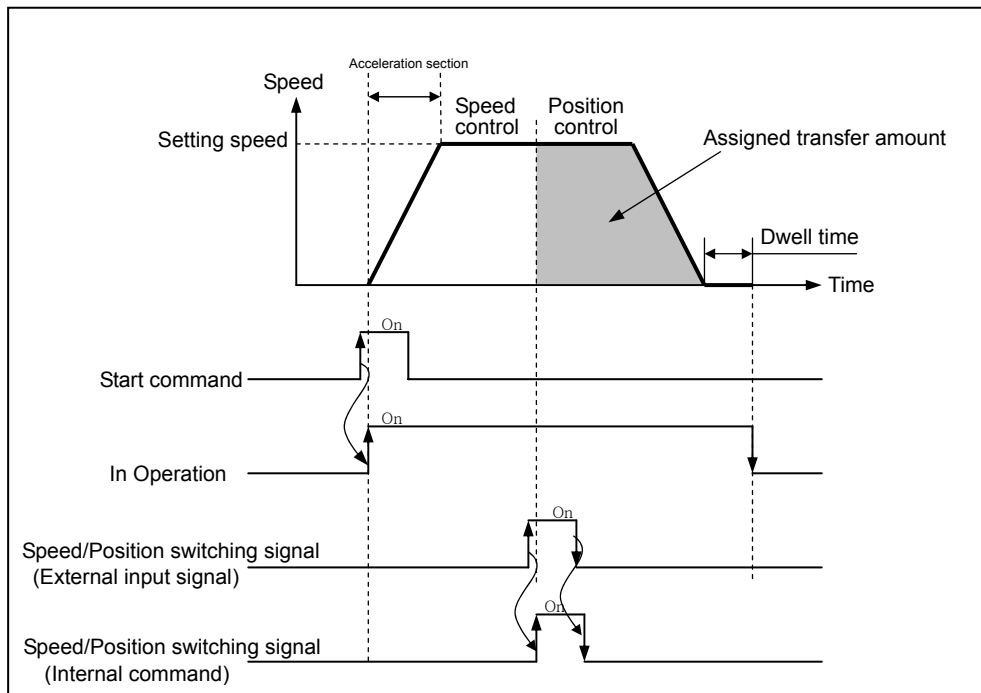 Acceleration section
Speed
Speed
control
Position
control
Setting speed
Assigned transfer amount
Dwell time
Time
On
Start command
On
In Operation
On
Speed/Position switching signal
(External input signal)
On
Speed/Position switching signal
(Internal command)